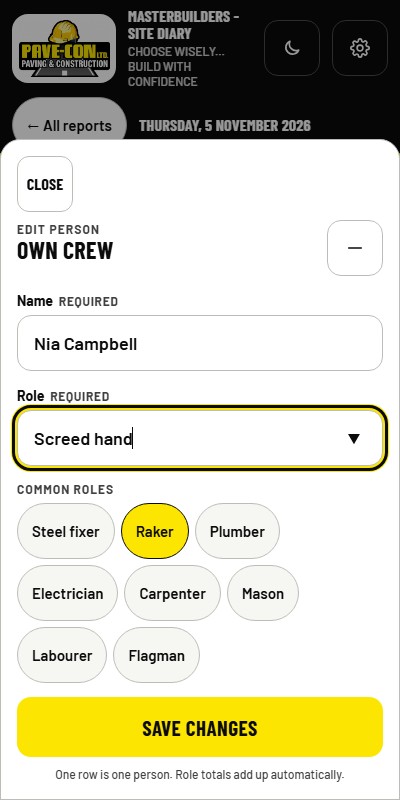 PAVE-CON LTD.
PAVING & CONSTRUCTION
MASTERBUILDERS -
SITE DIARY
CHOOSE WISELY...
BUILD WITH
CONFIDENCE
← All reports
THURSDAY, 5 NOVEMBER 2026
CLOSE
EDIT PERSON
OWN CREW
—
Name REQUIRED
Nia Campbell
Role REQUIRED
Screed hand
COMMON ROLES
Steel fixer Raker Plumber
Electrician Carpenter Mason
Labourer Flagman
SAVE CHANGES
One row is one person. Role totals add up automatically.